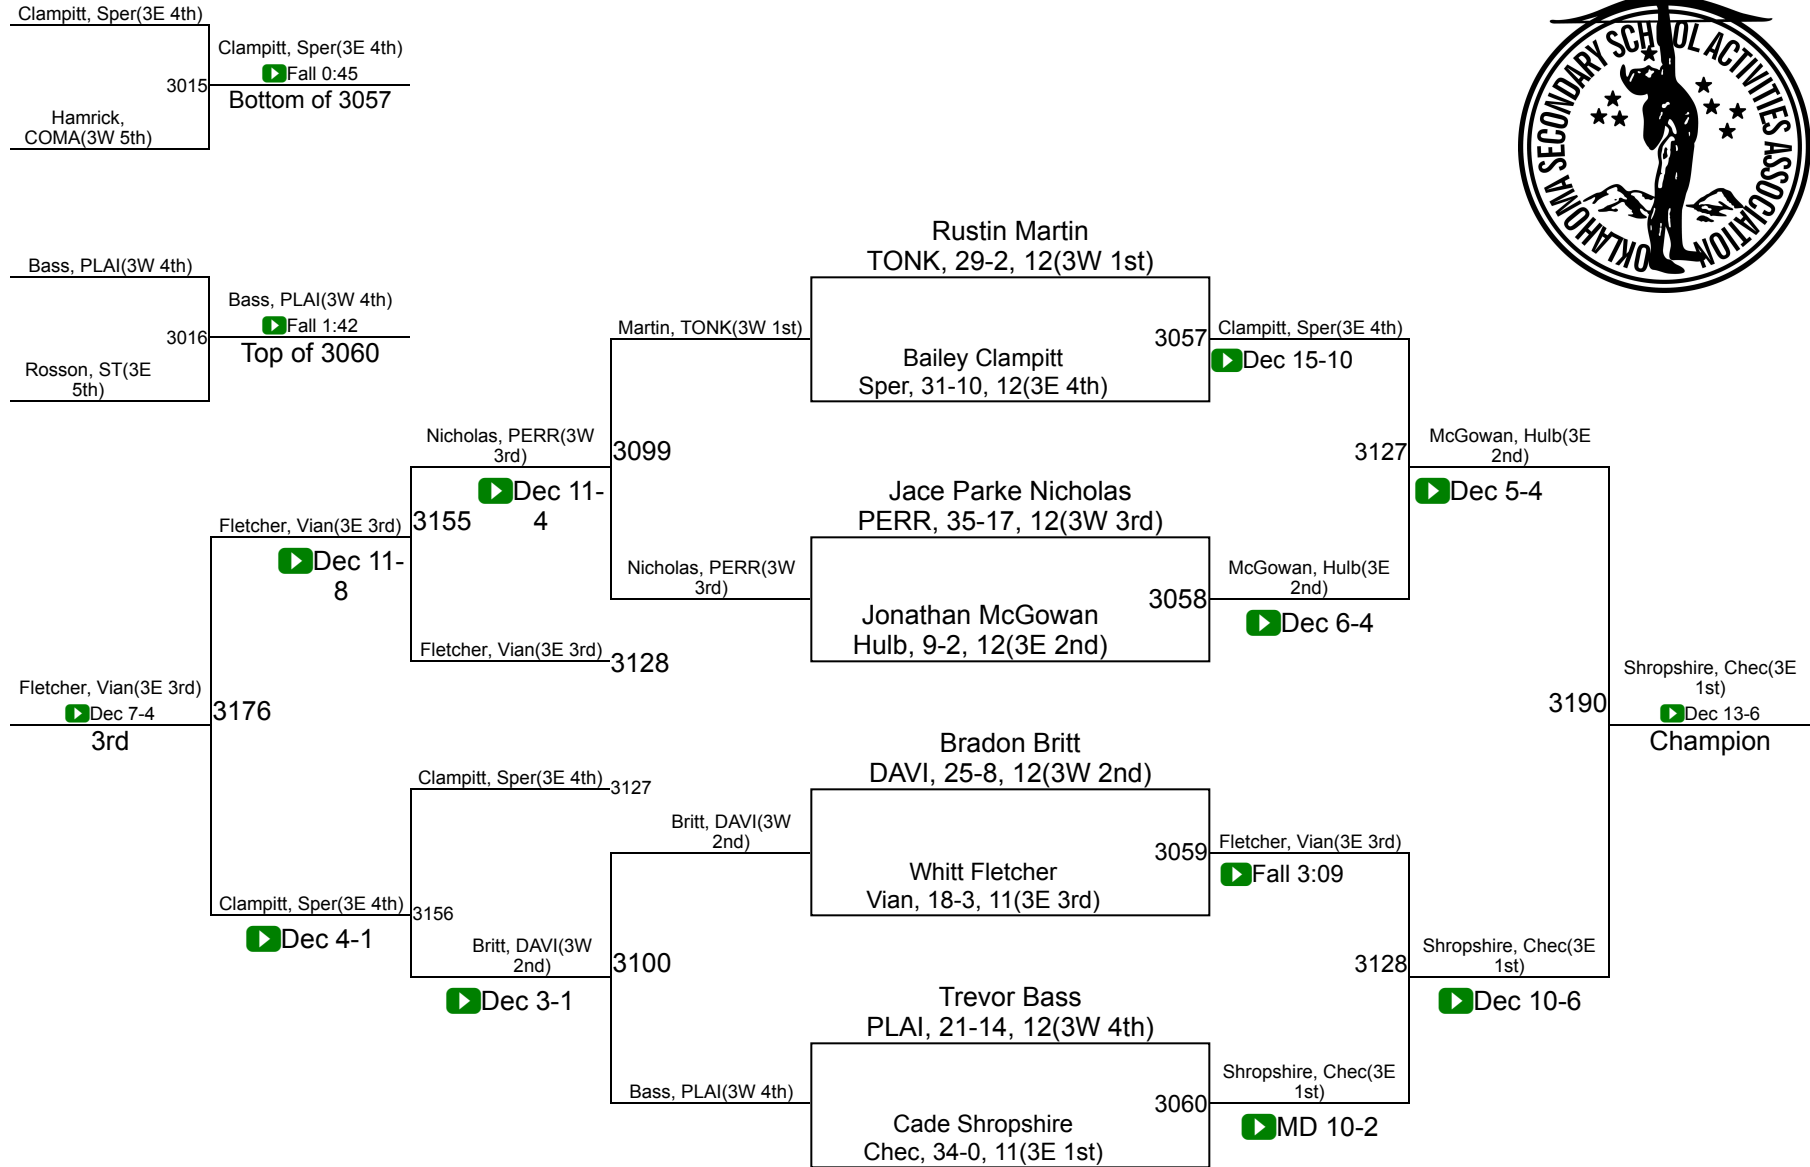 Clampitt, Sper(3E 4th)
Clampitt, Sper(3E 4th)
Fall 0:45
3015
Bottom of 3057
Hamrick,
COMA(3W 5th)
OKLAHOMA SECONDARY SCHOOL ACTIVITIES ASSOCIATION
Bass, PLAI(3W 4th)
Bass, PLAI(3W 4th)
Fall 1:42
3016
Top of 3060
Rosson, ST(3E
5th)
Rustin Martin
TONK, 29-2, 12(3W 1st)
Martin, TONK(3W 1st)
3057
Clampitt, Sper(3E 4th)
Dec 15-10
Bailey Clampitt
Sper, 31-10, 12(3E 4th)
Nicholas, PERR(3W
3rd)
3099
Dec 11-
4
3127
McGowan, Hulb(3E
2nd)
Dec 5-4
Jace Parke Nicholas
PERR, 35-17, 12(3W 3rd)
Fletcher, Vian(3E 3rd)
3155
Dec 11-
8
Nicholas, PERR(3W
3rd)
3058
McGowan, Hulb(3E
2nd)
Dec 6-4
Jonathan McGowan
Hulb, 9-2, 12(3E 2nd)
Fletcher, Vian(3E 3rd)
3128
Fletcher, Vian(3E 3rd)
Dec 7-4
3rd
3176
3190
Shropshire, Chec(3E
1st)
Dec 13-6
Champion
Bradon Britt
DAVI, 25-8, 12(3W 2nd)
Clampitt, Sper(3E 4th)
3127
Britt, DAVI(3W
2nd)
3059
Fletcher, Vian(3E 3rd)
Fall 3:09
Whitt Fletcher
Vian, 18-3, 11(3E 3rd)
Clampitt, Sper(3E 4th)
3156
Dec 4-1
Britt, DAVI(3W
2nd)
3100
Dec 3-1
3128
Shropshire, Chec(3E
1st)
Dec 10-6
Trevor Bass
PLAI, 21-14, 12(3W 4th)
Bass, PLAI(3W 4th)
3060
Shropshire, Chec(3E
1st)
MD 10-2
Cade Shropshire
Chec, 34-0, 11(3E 1st)